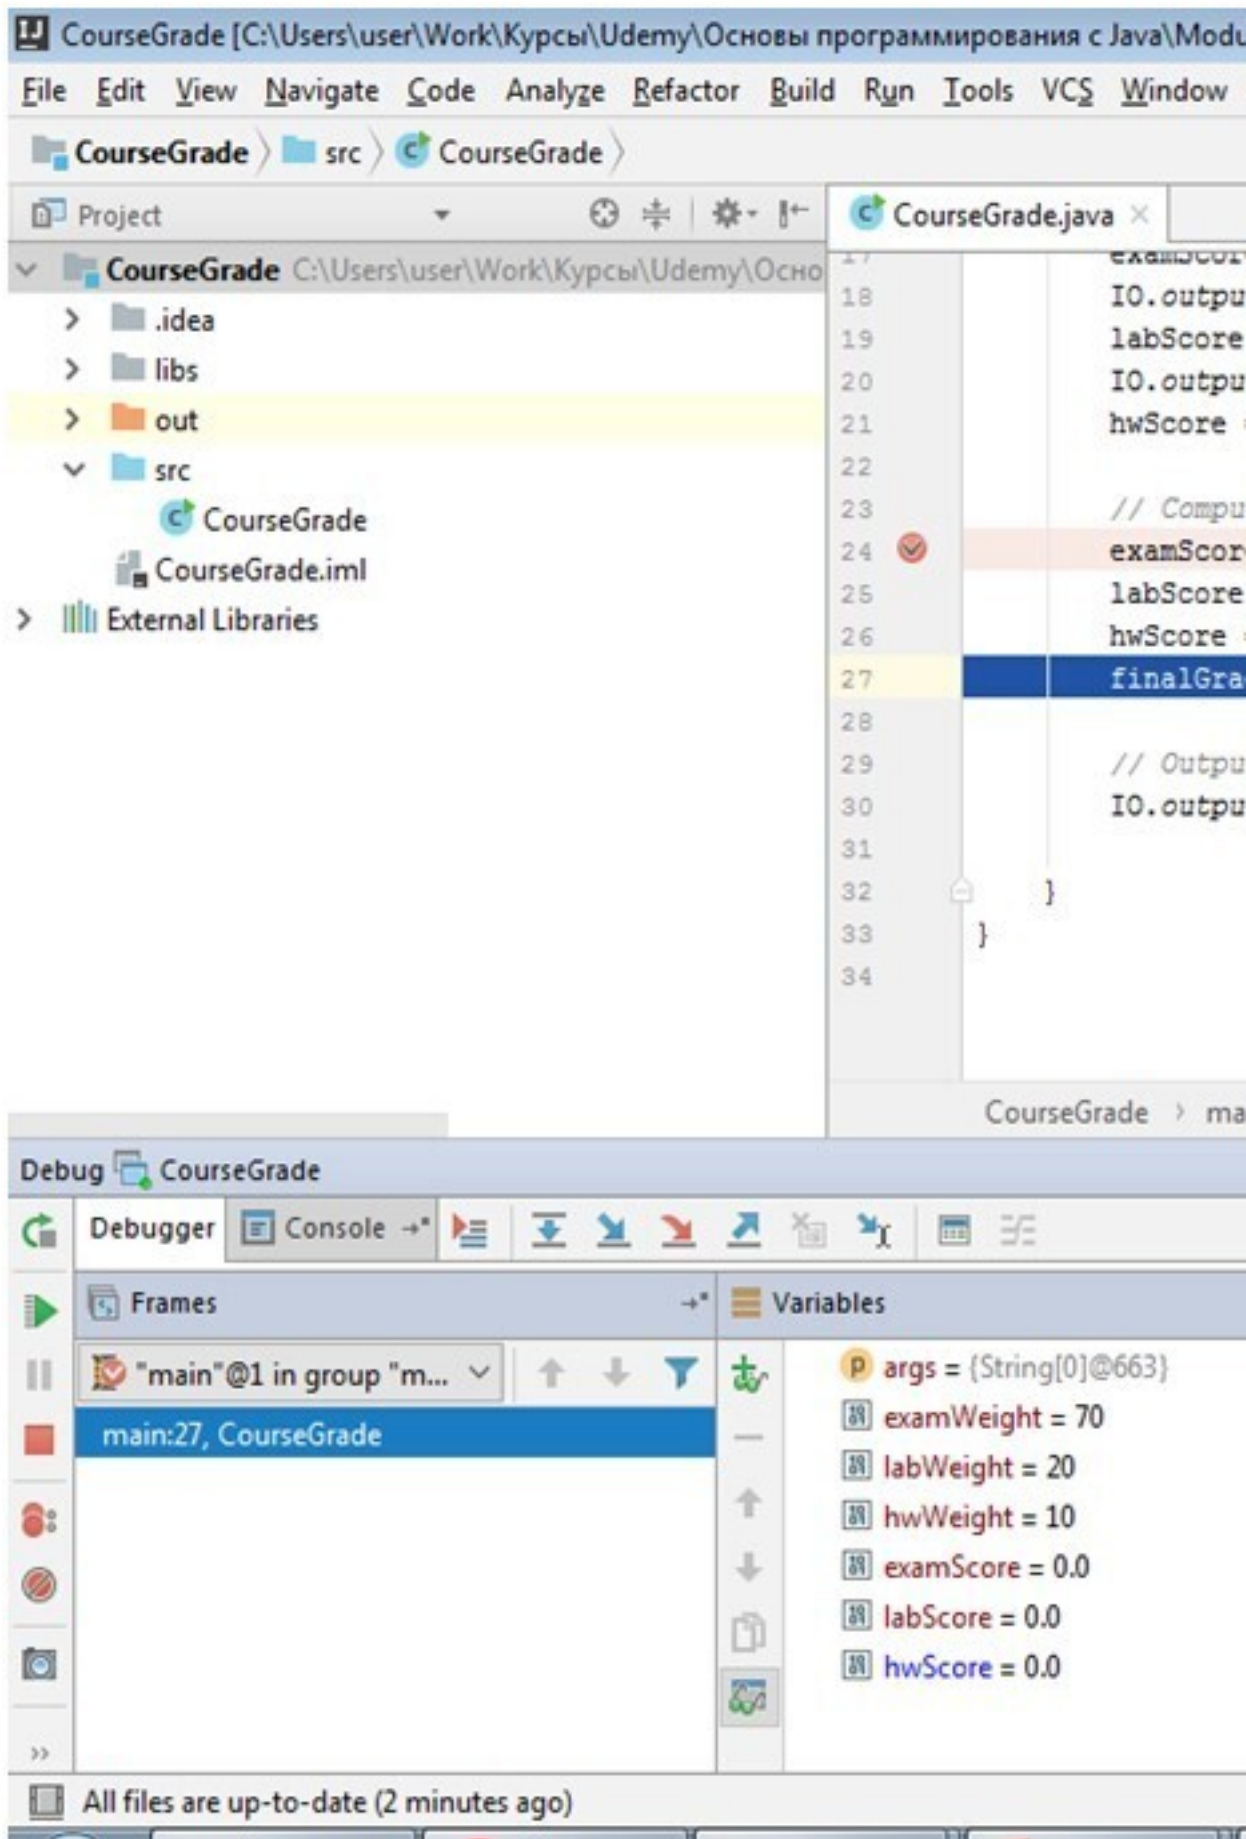 CourseGrade [C:\Users\user\Work\Курсы\Udemy\Основы программирования с Java\Modu
File Edit View Navigate Code Analyze Refactor Build Run Tools VCS Window
CourseGrade src CourseGrade
Project
CourseGrade.java
CourseGrade C:\Users\user\Work\Курсы\Udemy\Осно
.idea
libs
out
src
CourseGrade
CourseGrade.iml
External Libraries
17 examScore
18 IO.outpu
19 labScore
20 IO.outpu
21 hwScore =
22
23 // Compu
24 examScore
25 labScore
26 hwScore =
27 finalGra
28
29 // Outpu
30 IO.outpu
31
32 }
33 }
34
CourseGrade › ma
Debug CourseGrade
Debugger Console
Frames
Variables
"main"@1 in group "m...
main:27, CourseGrade
args = {String[0]@663}
examWeight = 70
labWeight = 20
hwWeight = 10
examScore = 0.0
labScore = 0.0
hwScore = 0.0
All files are up-to-date (2 minutes ago)